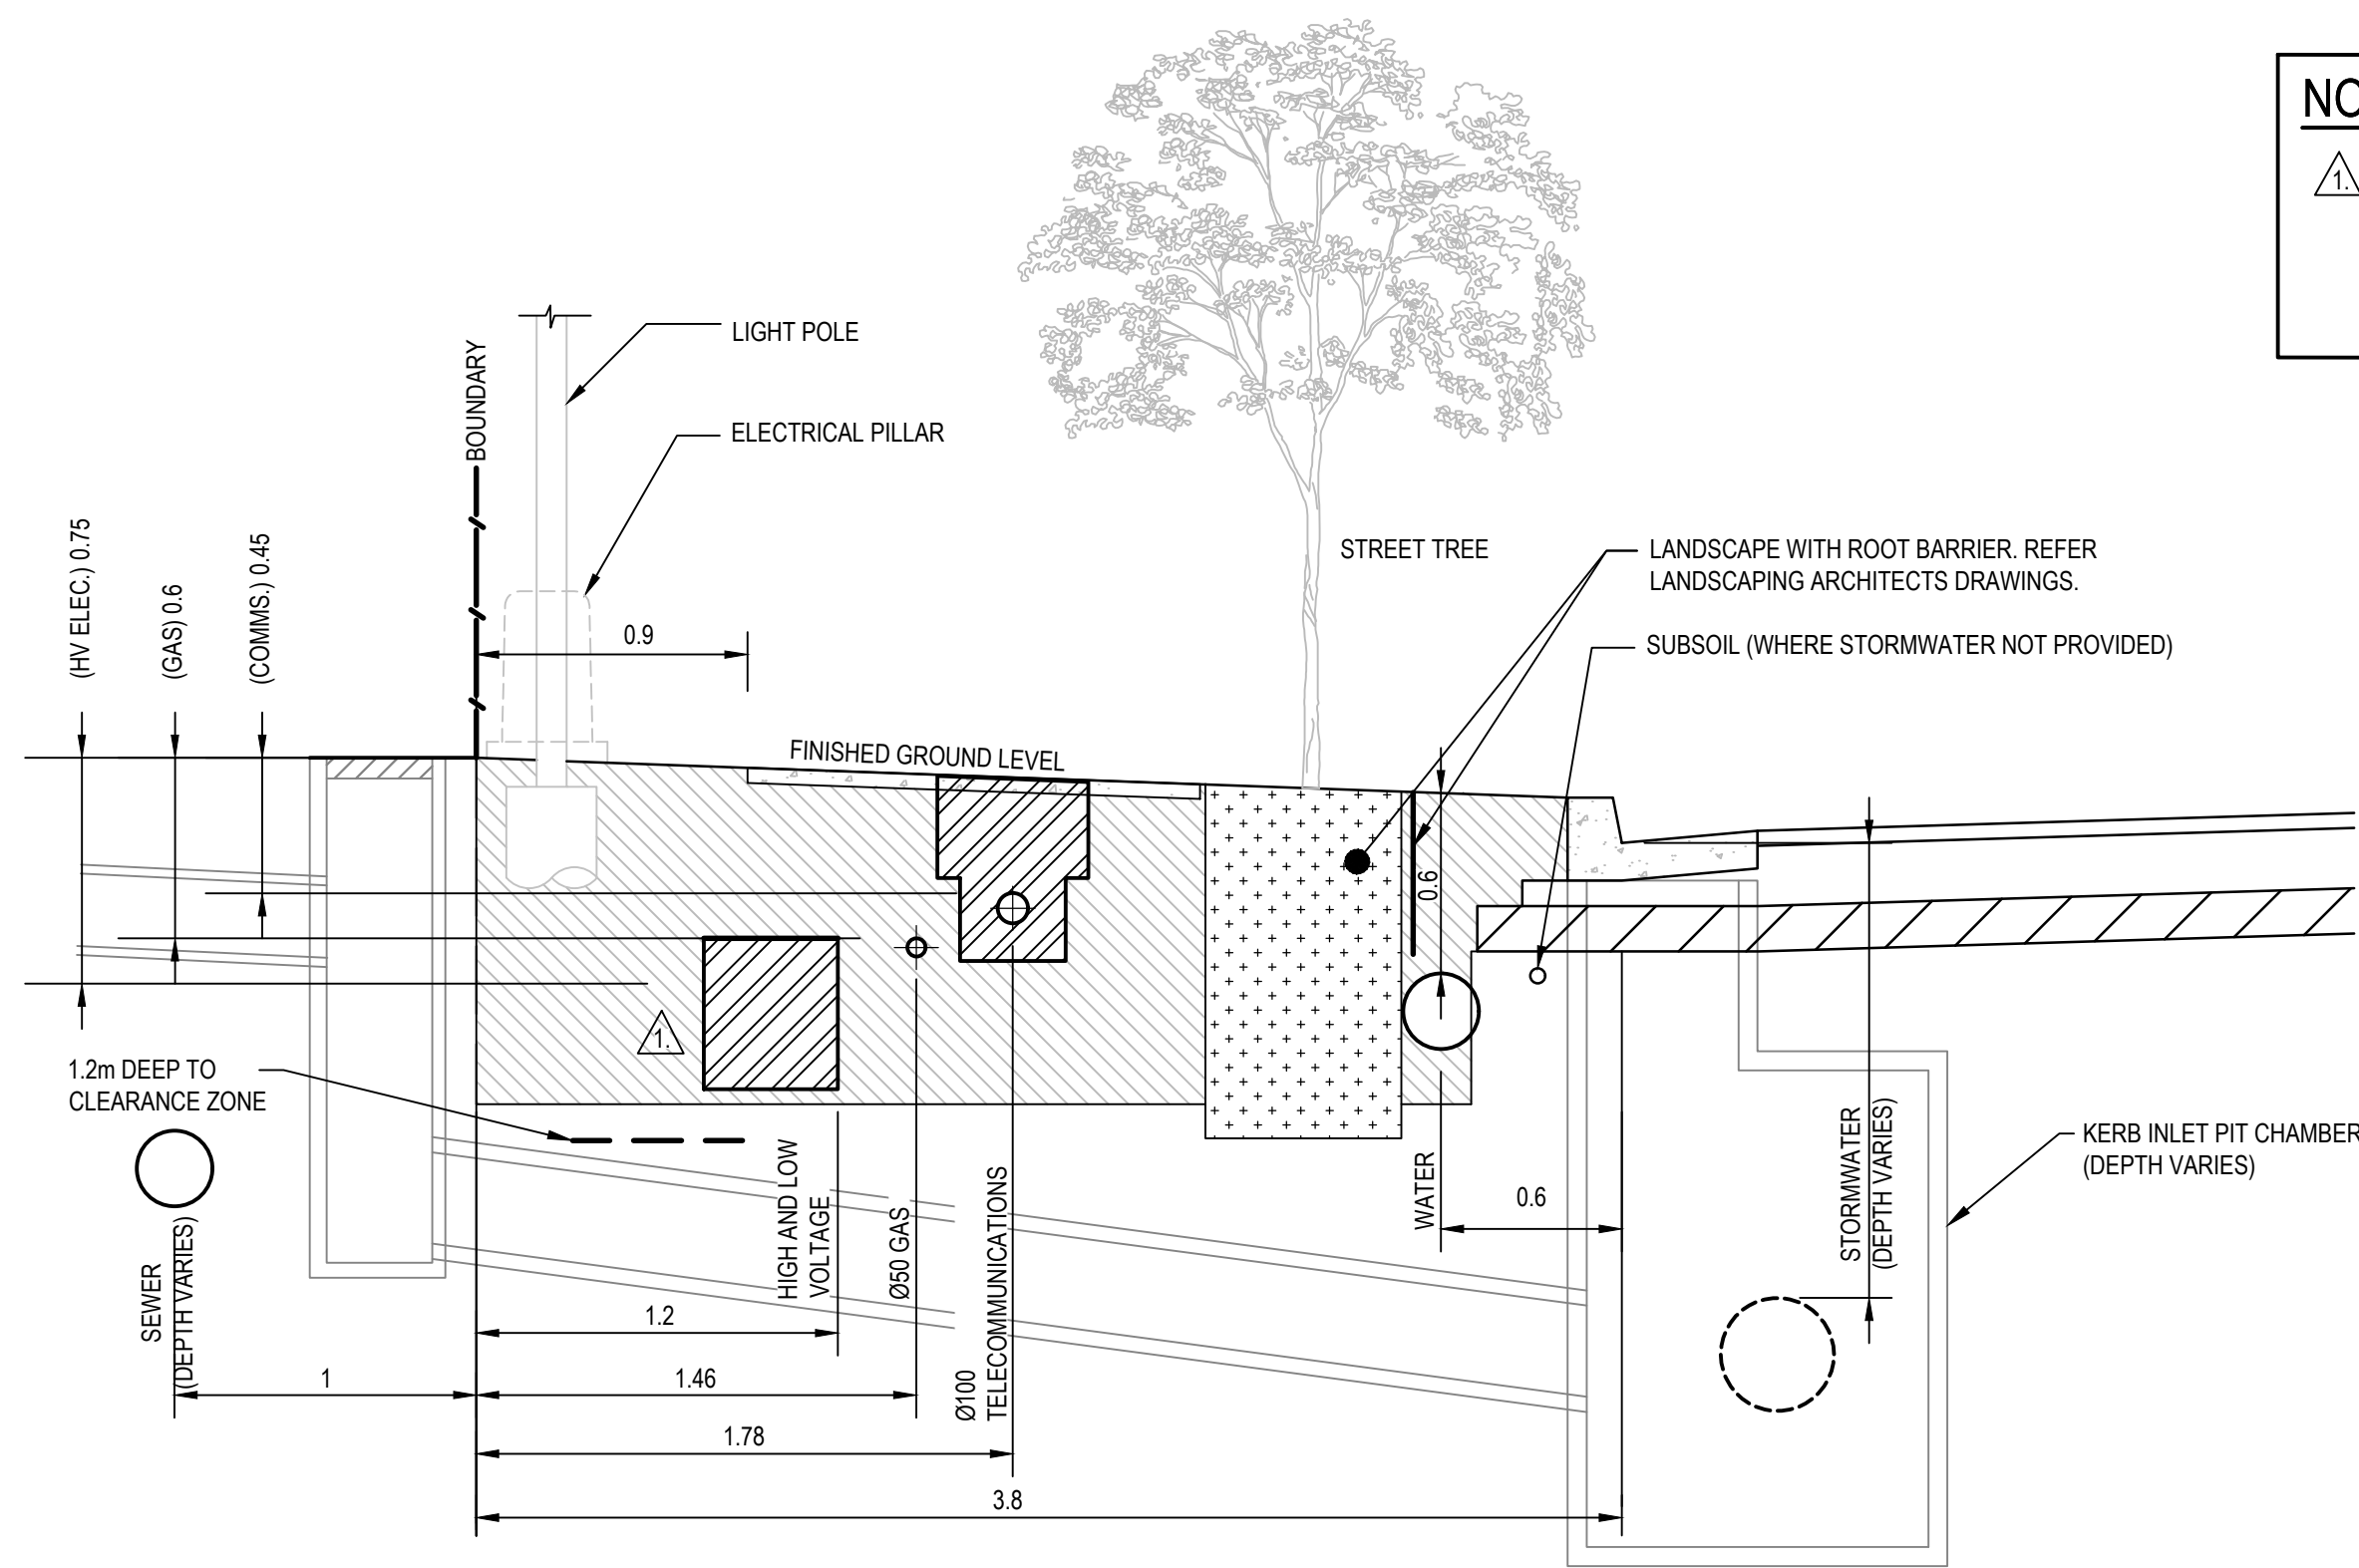 NO
1.
LIGHT POLE
BOUNDARY
ELECTRICAL PILLAR
(HV ELEC.) 0.75
(GAS) 0.6
(COMMS.) 0.45
STREET TREE
LANDSCAPE WITH ROOT BARRIER. REFER
LANDSCAPING ARCHITECTS DRAWINGS.
0.9
SUBSOIL (WHERE STORMWATER NOT PROVIDED)
FINISHED GROUND LEVEL
0.6
1.
1.2m DEEP TO
CLEARANCE ZONE
SEWER
(DEPTH VARIES)
HIGH AND LOW
VOLTAGE
Ø50 GAS
Ø100
TELECOMMUNICATIONS
WATER
0.6
STORMWATER
(DEPTH VARIES)
KERB INLET PIT CHAMBER
(DEPTH VARIES)
1.2
1
1.46
1.78
3.8